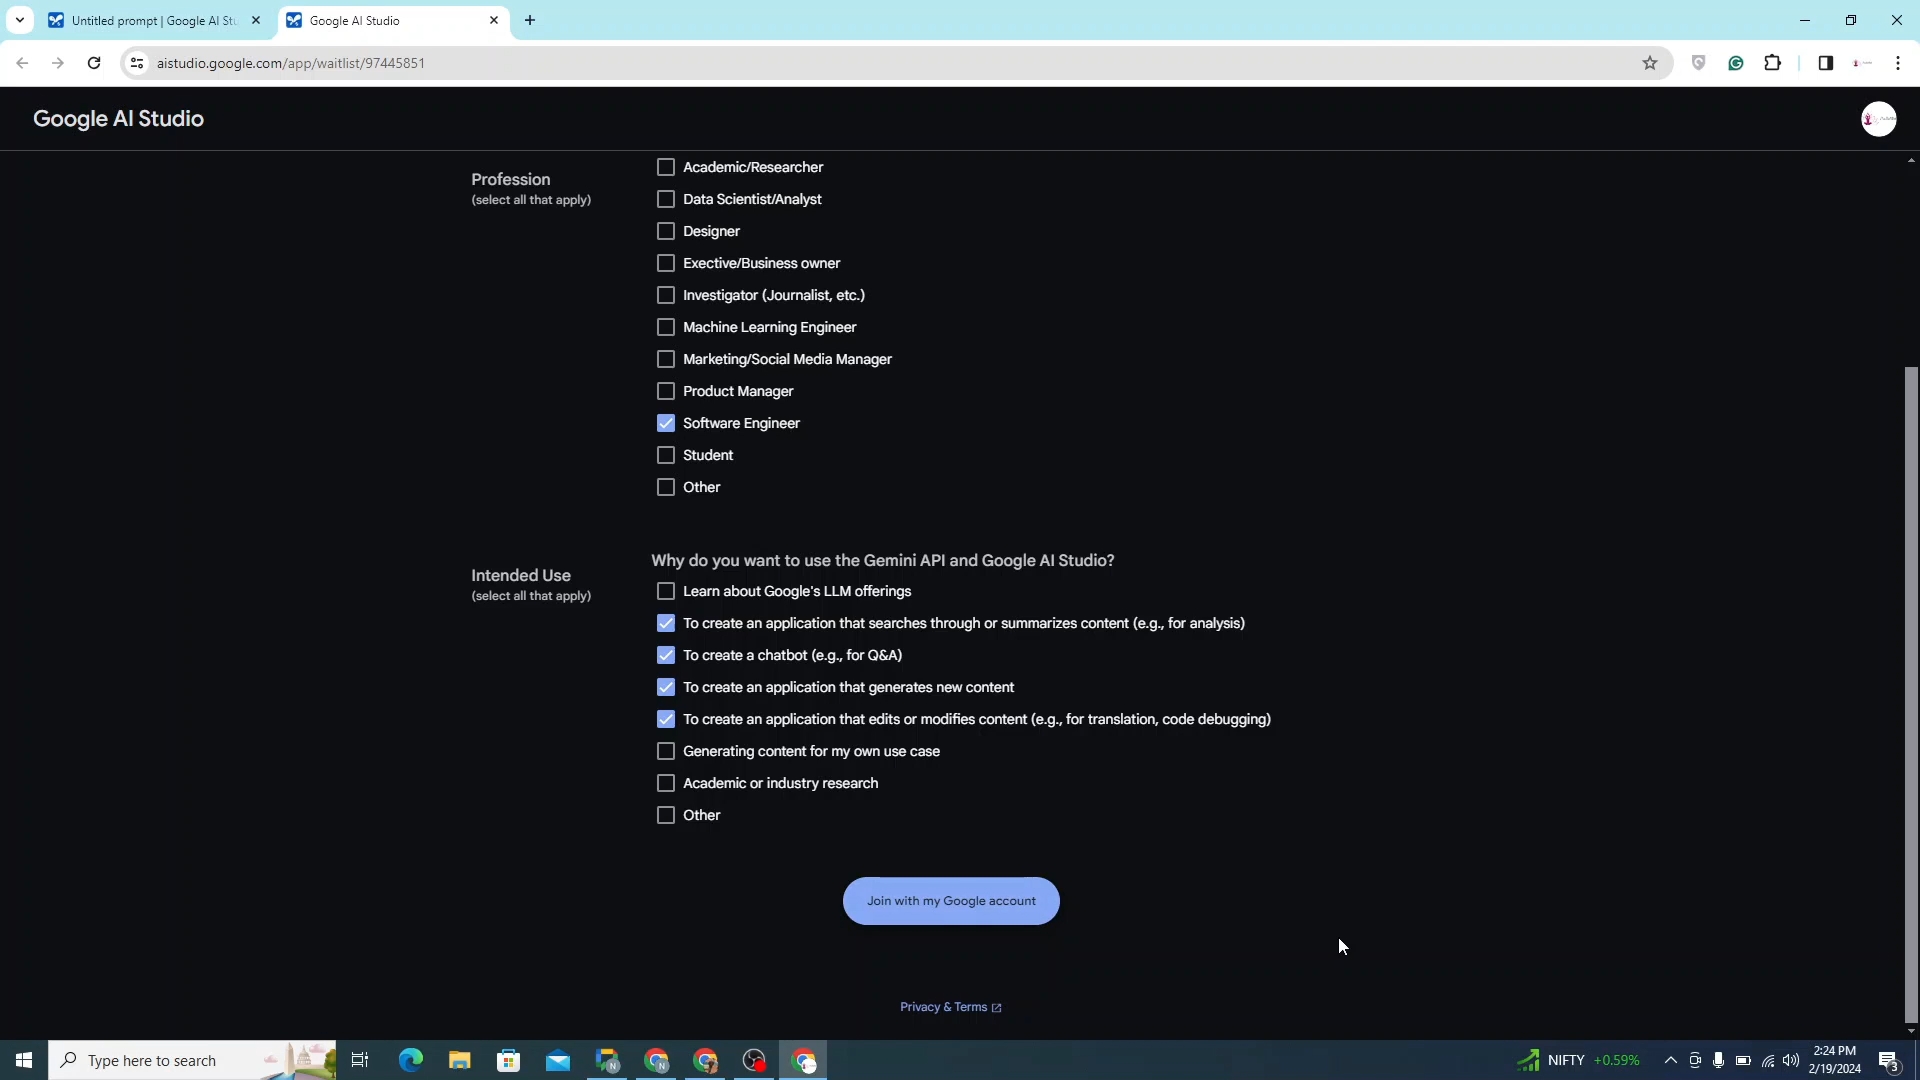 Untitled prompt | Google AI Stu
Google AI Studio
aistudio.google.com/app/waitlist/97445851
Google AI Studio
Profession
(select all that apply)
Academic/Researcher
Data Scientist/Analyst
Designer
Exective/Business owner
Investigator (Journalist, etc.)
Machine Learning Engineer
Marketing/Social Media Manager
Product Manager
Software Engineer
Student
Other
Intended Use
(select all that apply)
Why do you want to use the Gemini API and Google AI Studio?
Learn about Google's LLM offerings
To create an application that searches through or summarizes content (e.g., for analysis)
To create a chatbot (e.g., for Q&A)
To create an application that generates new content
To create an application that edits or modifies content (e.g., for translation, code debugging)
Generating content for my own use case
Academic or industry research
Other
Join with my Google account
Privacy & Terms
Type here to search
NIFTY +0.59%
2:24 PM
2/19/2024
3